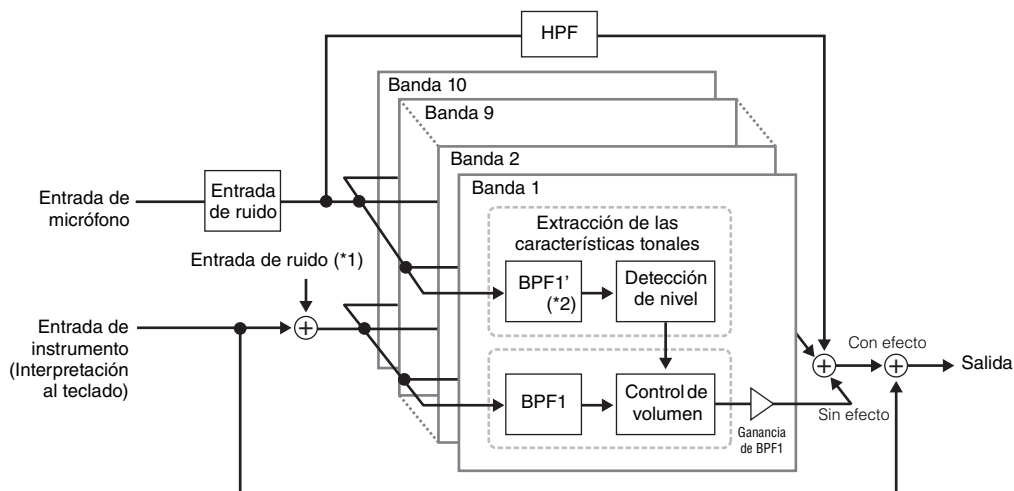 HPF
Banda 10
Banda 9
Banda 2
Banda 1
Entrada de
micrófono
Entrada
de ruido
Extracción de las
características tonales
Entrada de ruido (*1)
BPF1’
(*2)
Detección
de nivel
Entrada de
instrumento
(Interpretación
al teclado)
BPF1
Control de
volumen
Ganancia
de BPF1
Con efecto
Sin efecto
Salida